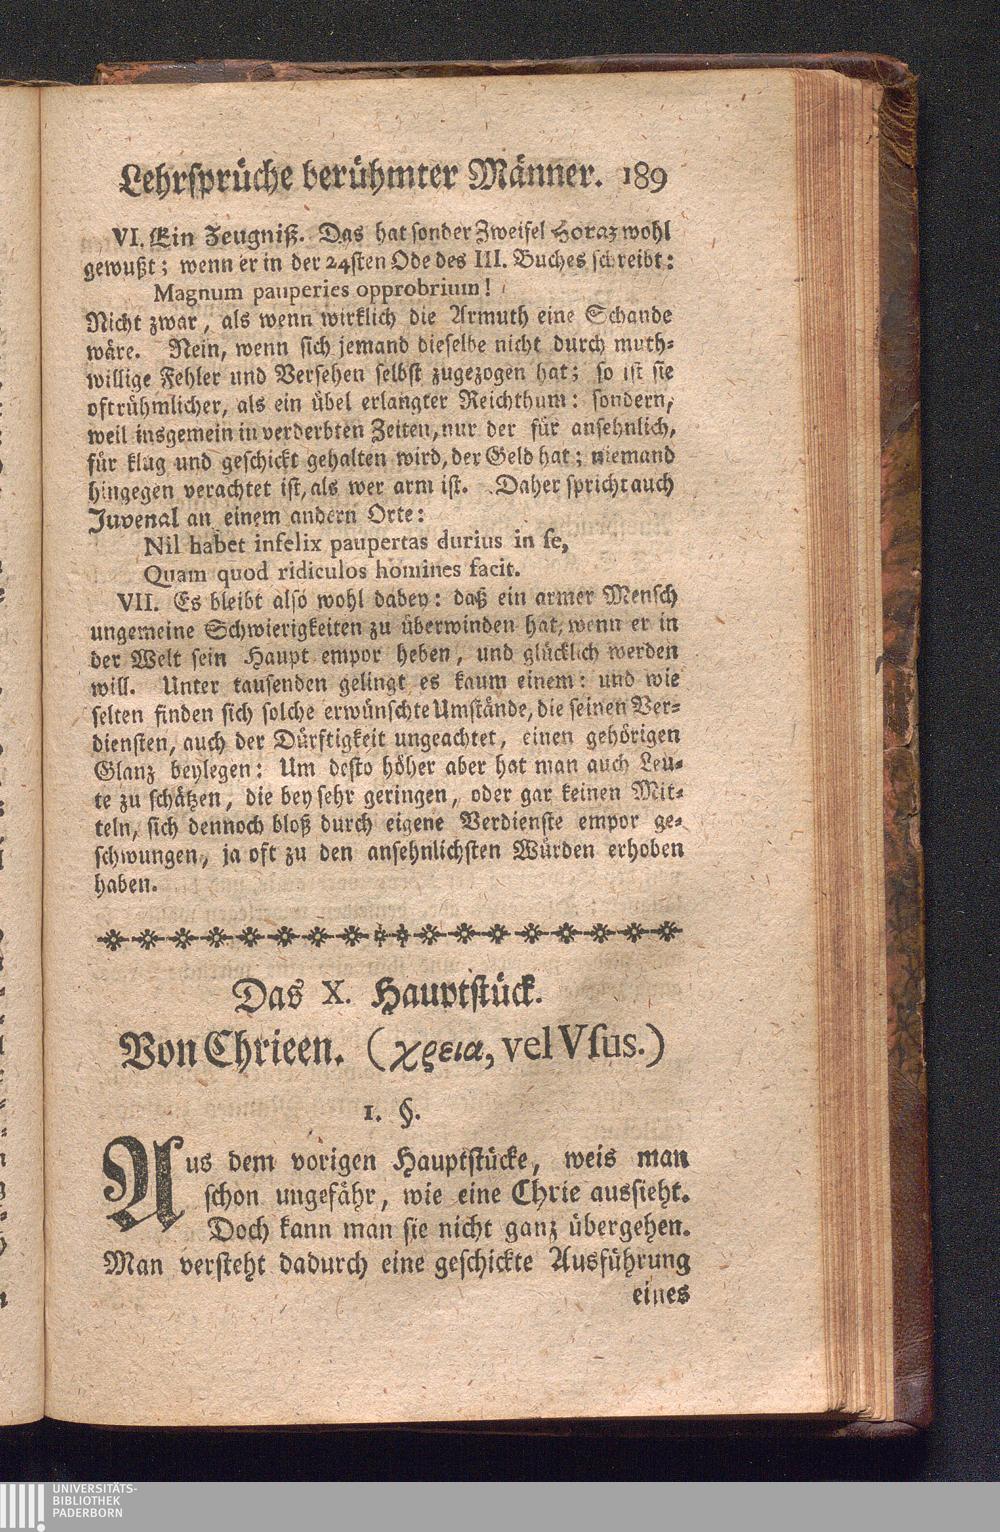 Lehrsprüche berühmter Männer. 189
VI. Ein Zeugniß. Das hat sonder Zweifel Horaz wohl
gewußt; wenn er in der 24sten Ode des III. Buches schreibt:
Magnum pauperies opprobrium!
Nicht zwar, als wenn wirklich die Armuth eine Schande
wäre. Nein, wenn sich jemand dieselbe nicht durch muth-
willige Fehler und Versehen selbst zugezogen hat; so ist sie
oft rühmlicher, als ein übel erlangter Reichthum: sondern,
weil insgemein in verderbten Zeiten, nur der für ansehnlich,
für klug und geschickt gehalten wird, der Geld hat; niemand
hingegen verachtet ist, als wer arm ist. Daher spricht auch
Juvenal an einem andern Orte:
Nil habet infelix paupertas durius in se,
Quam quod ridiculos homines facit.
VII. Es bleibt also wohl dabey: daß ein armer Mensch
ungemeine Schwierigkeiten zu überwinden hat, wenn er in
der Welt sein Haupt empor heben, und glücklich werden
will. Unter tausenden gelingt es kaum einem: und wie
selten finden sich solche erwünschte Umstände, die seinen Ver-
diensten, auch der Dürftigkeit ungeachtet, einen gehörigen
Glanz beylegen: Um desto höher aber hat man auch Leu-
te zu schätzen, die bey sehr geringen, oder gar keinen Mit-
teln, sich dennoch bloß durch eigene Verdienste empor ge-
schwungen, ja oft zu den ansehnlichsten Würden erhoben
haben.
Das X. Hauptstück.
Von Chrieen. (χρεια, vel Vſus.)
1. §.
Aus dem vorigen Hauptstücke, weis man
schon ungefähr, wie eine Chrie aussieht.
Doch kann man sie nicht ganz übergehen.
Man versteht dadurch eine geschickte Ausführung
eines
UNIVERSITÄTS-
BIBLIOTHEK
PADERBORN